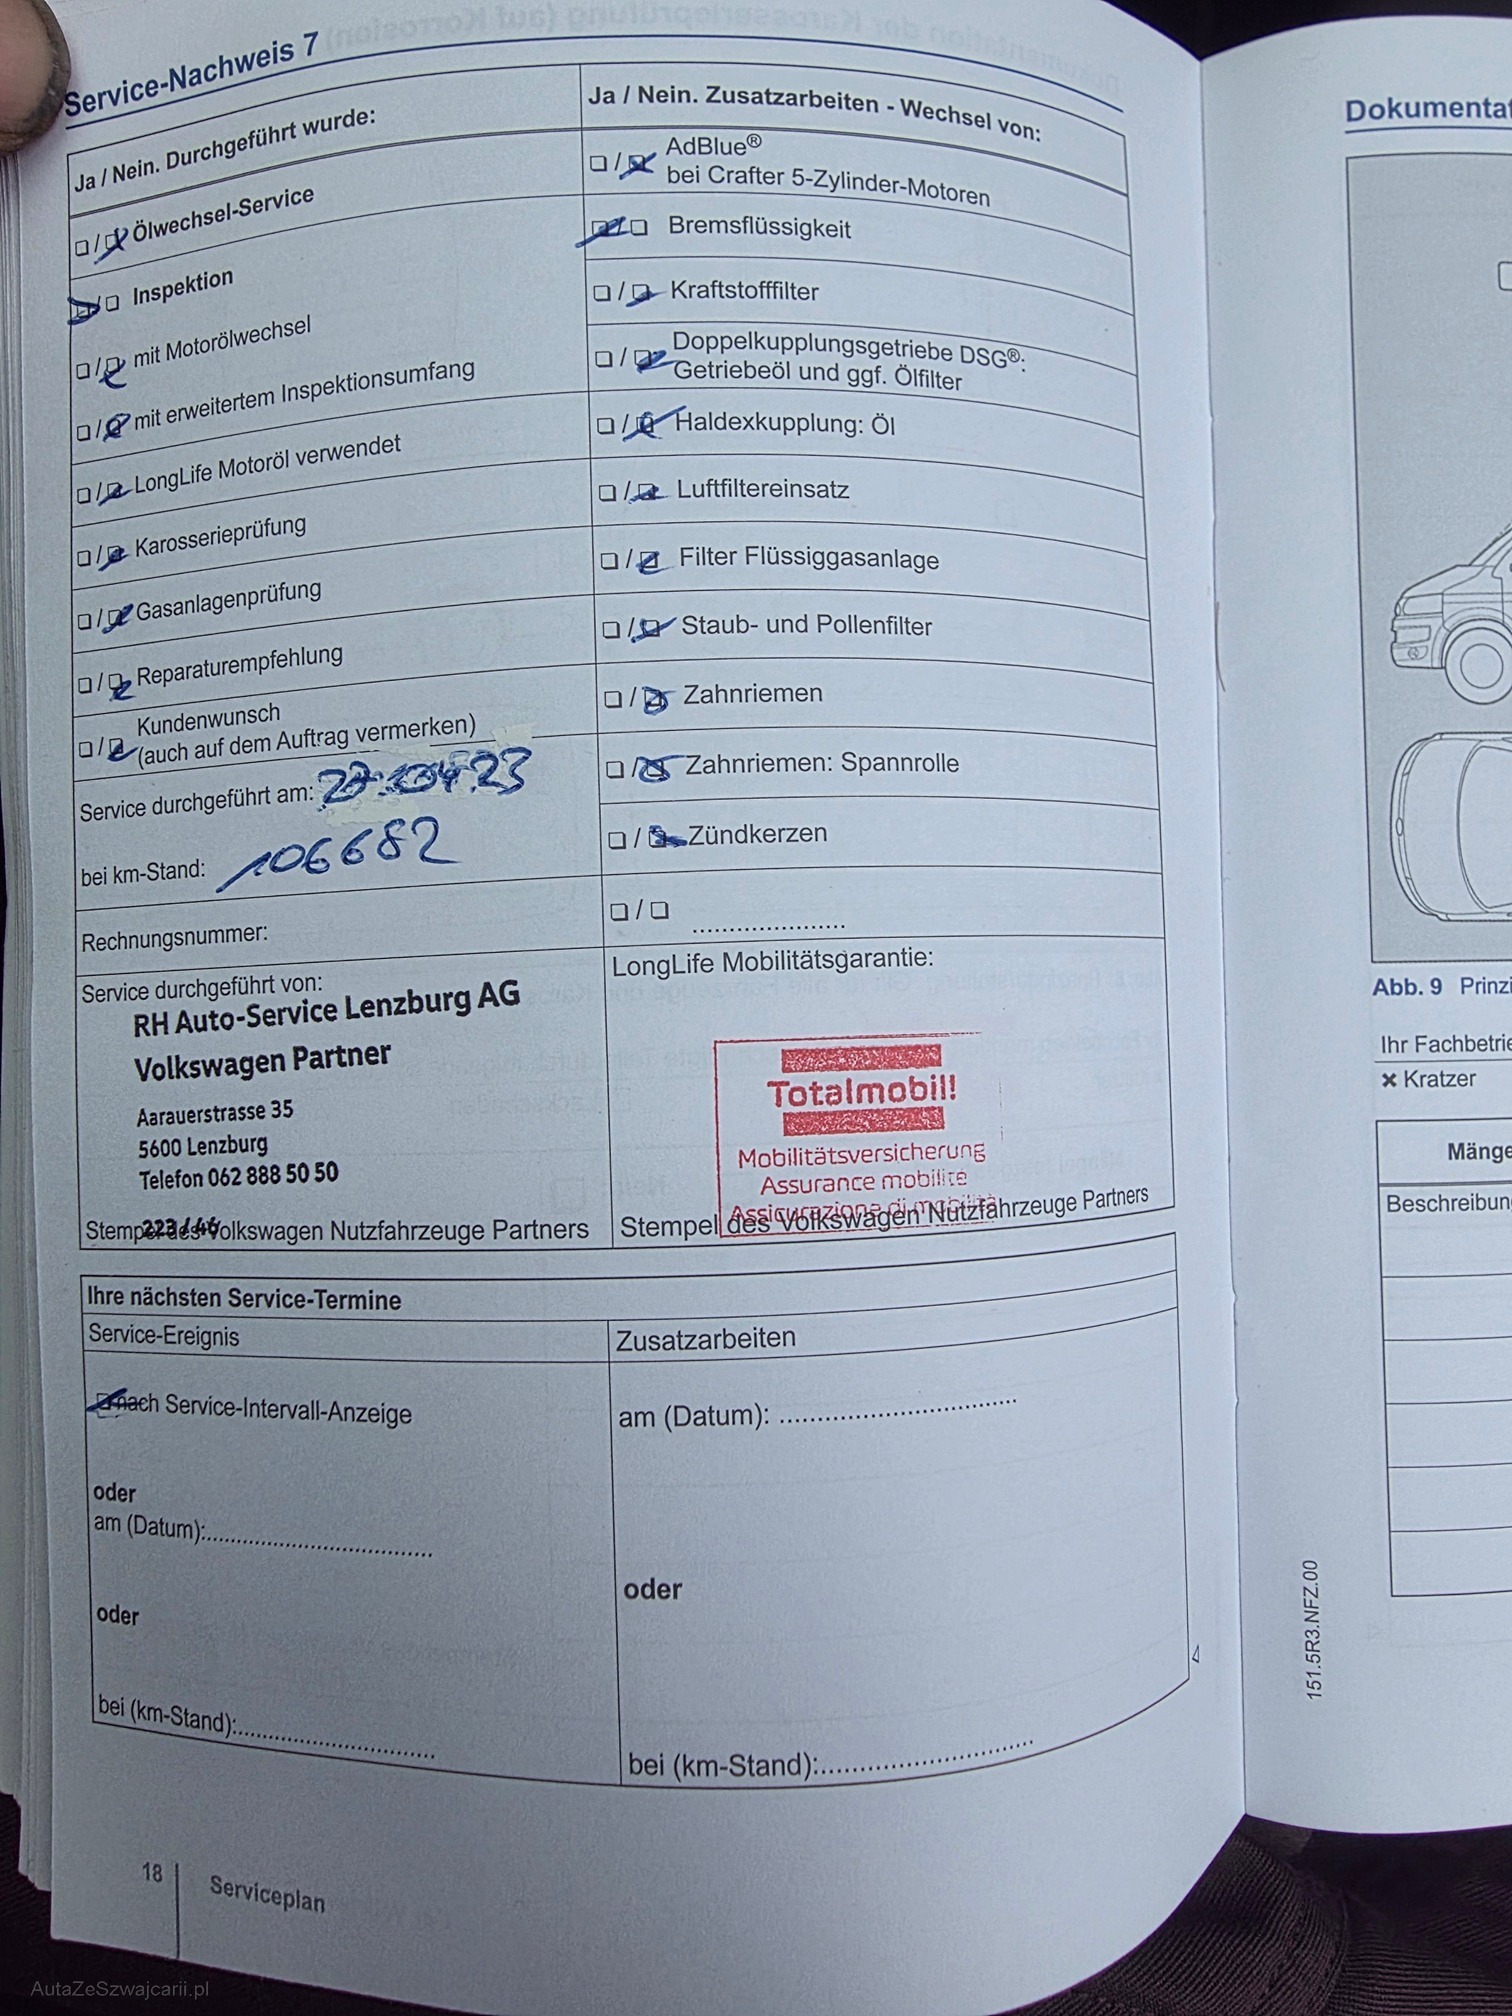 Service-Nachweis 7
Ja / Nein. Durchgeführt wurde:
☐/☒ Ölwechsel-Service
☒/☐ Inspektion
☐/☒ mit Motorölwechsel
☐/☒ mit erweitertem Inspektionsumfang
☐/☒ LongLife Motoröl verwendet
☐/☒ Karosserieprüfung
☐/☒ Gasanlagenprüfung
☐/☒ Reparaturempfehlung
☐/☒ Kundenwunsch
(auch auf dem Auftrag vermerken)
Service durchgeführt am:
bei km-Stand: 106682
Rechnungsnummer:
Service durchgeführt von:
RH Auto-Service Lenzburg AG
Volkswagen Partner
Aarauerstrasse 35
5600 Lenzburg
Telefon 062 888 50 50
223/46
Stempel des Volkswagen Nutzfahrzeuge Partners
Ja / Nein. Zusatzarbeiten - Wechsel von:
☐/☒ AdBlue®
bei Crafter 5-Zylinder-Motoren
☒/☐ Bremsflüssigkeit
☐/☒ Kraftstofffilter
☐/☒ Doppelkupplungsgetriebe DSG®:
Getriebeöl und ggf. Ölfilter
☐/☒ Haldexkupplung: Öl
☐/☒ Luftfiltereinsatz
☐/☒ Filter Flüssiggasanlage
☐/☒ Staub- und Pollenfilter
☐/☒ Zahnriemen
☐/☒ Zahnriemen: Spannrolle
☐/☒ Zündkerzen
☐/☐ ......................
LongLife Mobilitätsgarantie:
Totalmobil!
Mobilitätsversicherung
Assurance mobilité
Assicurazione di mobilità
Stempel des Volkswagen Nutzfahrzeuge Partners
Ihre nächsten Service-Termine
Service-Ereignis
☒ nach Service-Intervall-Anzeige
oder
am (Datum):..................................
oder
bei (km-Stand):..............................
Zusatzarbeiten
am (Datum): ...................................
oder
bei (km-Stand):................................
18
Serviceplan
Dokumenta
Abb. 9 Prinzi
Ihr Fachbetrie
✖ Kratzer
Mänge
Beschreibun
151.5R3.NFZ.00
AutaZeSzwajcarii.pl